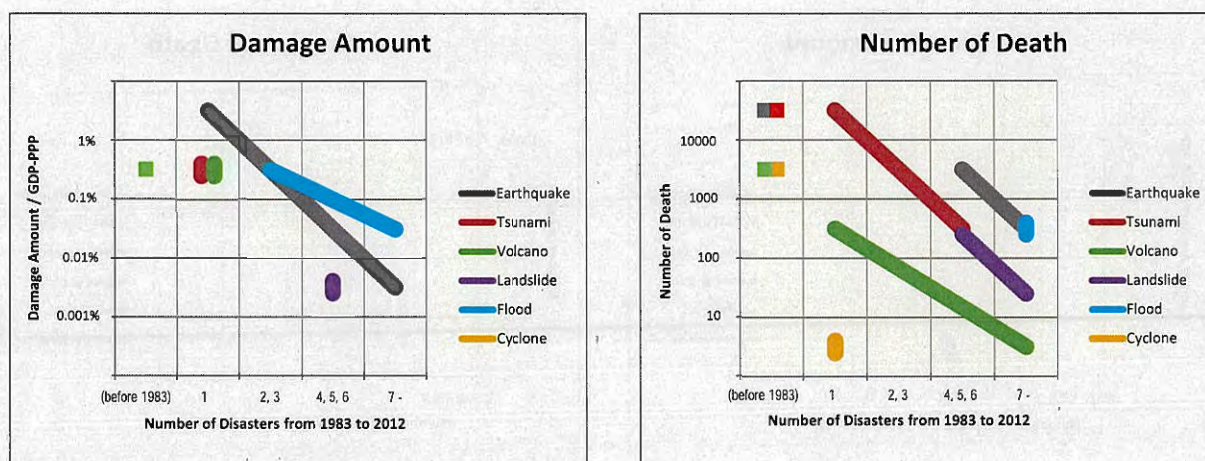 Damage Amount
Damage Amount / GDP-PPP
1%
0.1%
0.01%
0.001%
(before 1983) 1 2, 3 4, 5, 6 7 -
Number of Disasters from 1983 to 2012
Earthquake
Tsunami
Volcano
Landslide
Flood
Cyclone
Number of Death
Number of Death
10000
1000
100
10
(before 1983) 1 2, 3 4, 5, 6 7 -
Number of Disasters from 1983 to 2012
Earthquake
Tsunami
Volcano
Landslide
Flood
Cyclone